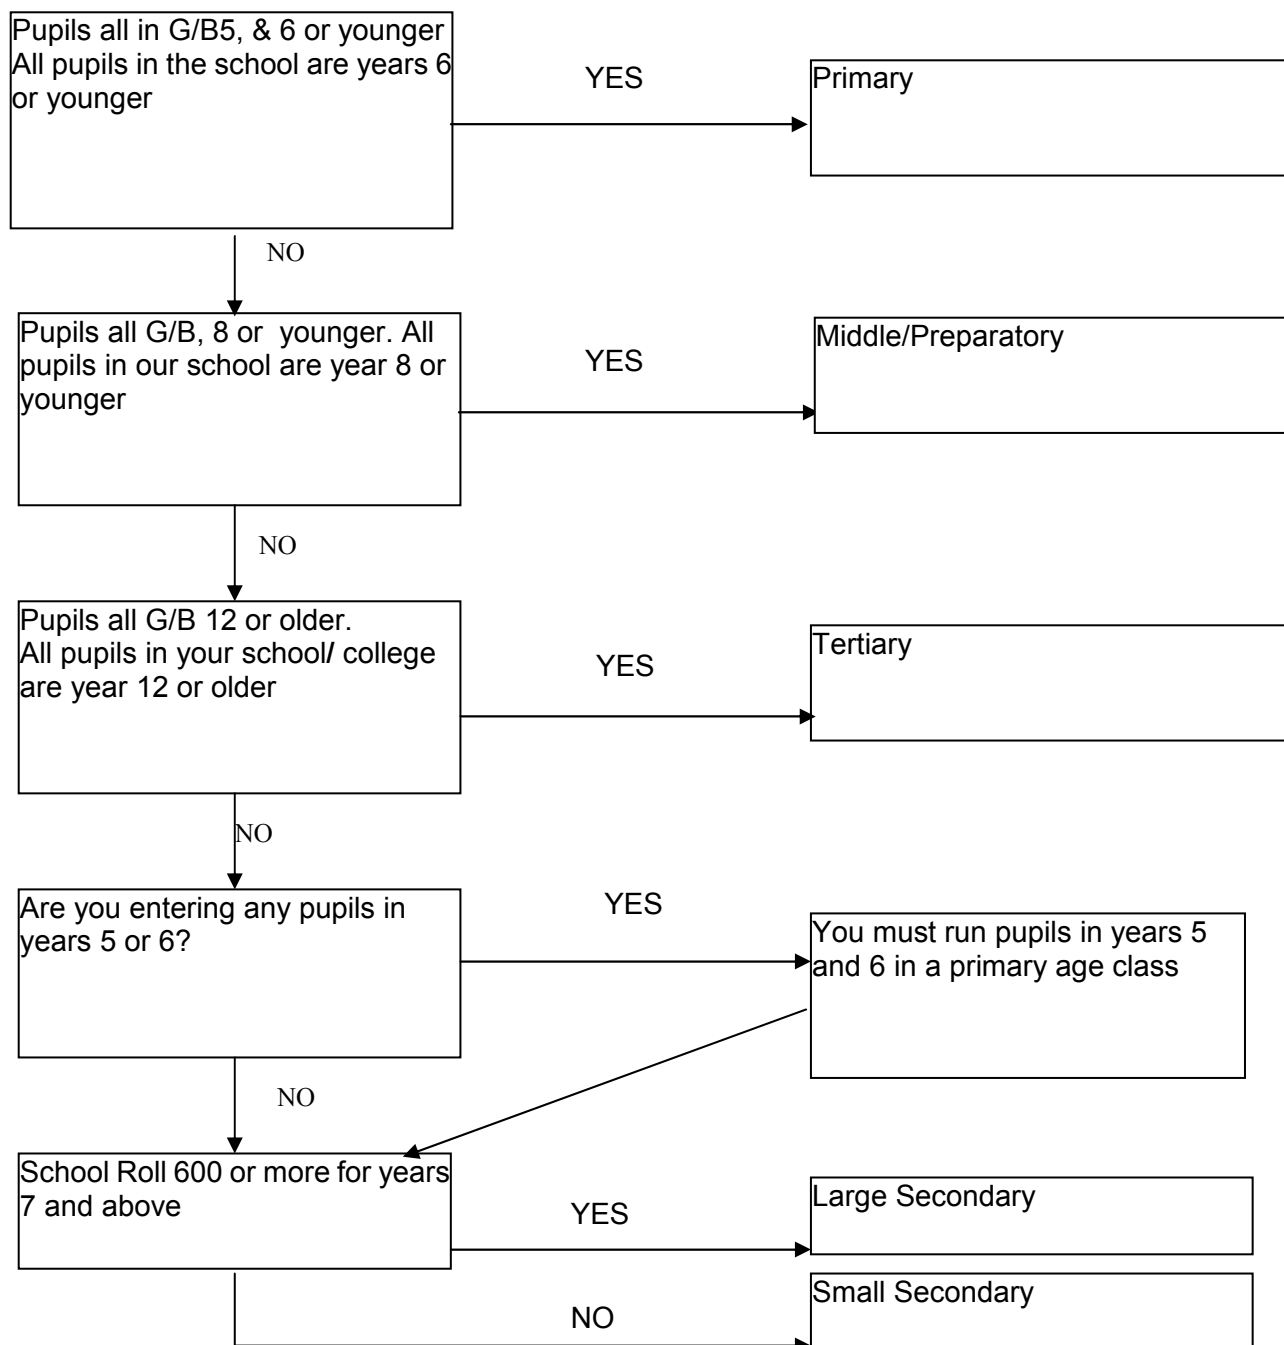 Pupils all in G/B5, & 6 or younger
All pupils in the school are years 6
or younger
YES
Primary
NO
Pupils all G/B, 8 or  younger. All
pupils in our school are year 8 or
younger
YES
Middle/Preparatory
NO
Pupils all G/B 12 or older.
All pupils in your school/ college
are year 12 or older
YES
Tertiary
NO
Are you entering any pupils in
years 5 or 6?
YES
You must run pupils in years 5
and 6 in a primary age class
NO
School Roll 600 or more for years
7 and above
YES
Large Secondary
NO
Small Secondary